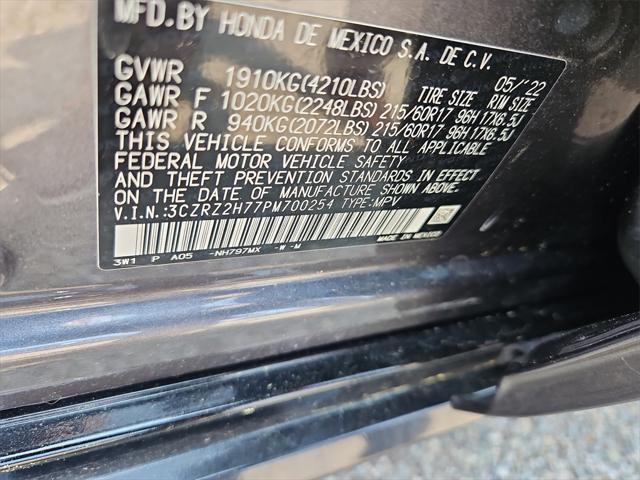 MFD.BY HONDA DE MEXICO S.A. DE C.V.
05/'22
GVWR 1910KG(4210LBS) TIRE SIZE RIM SIZE
GAWR F 1020KG(2248LBS) 215/60R17 96H 17X6.5J
GAWR R 940KG(2072LBS) 215/60R17 96H 17X6.5J
THIS VEHICLE CONFORMS TO ALL APPLICABLE
FEDERAL MOTOR VEHICLE SAFETY
AND THEFT PREVENTION STANDARDS IN EFFECT
ON THE DATE OF MANUFACTURE SHOWN ABOVE.
V.I.N.:3CZRZ2H77PM700254 TYPE:MPV
MADE IN MEXICO
3W1 P A05 -NH797MX -W-M